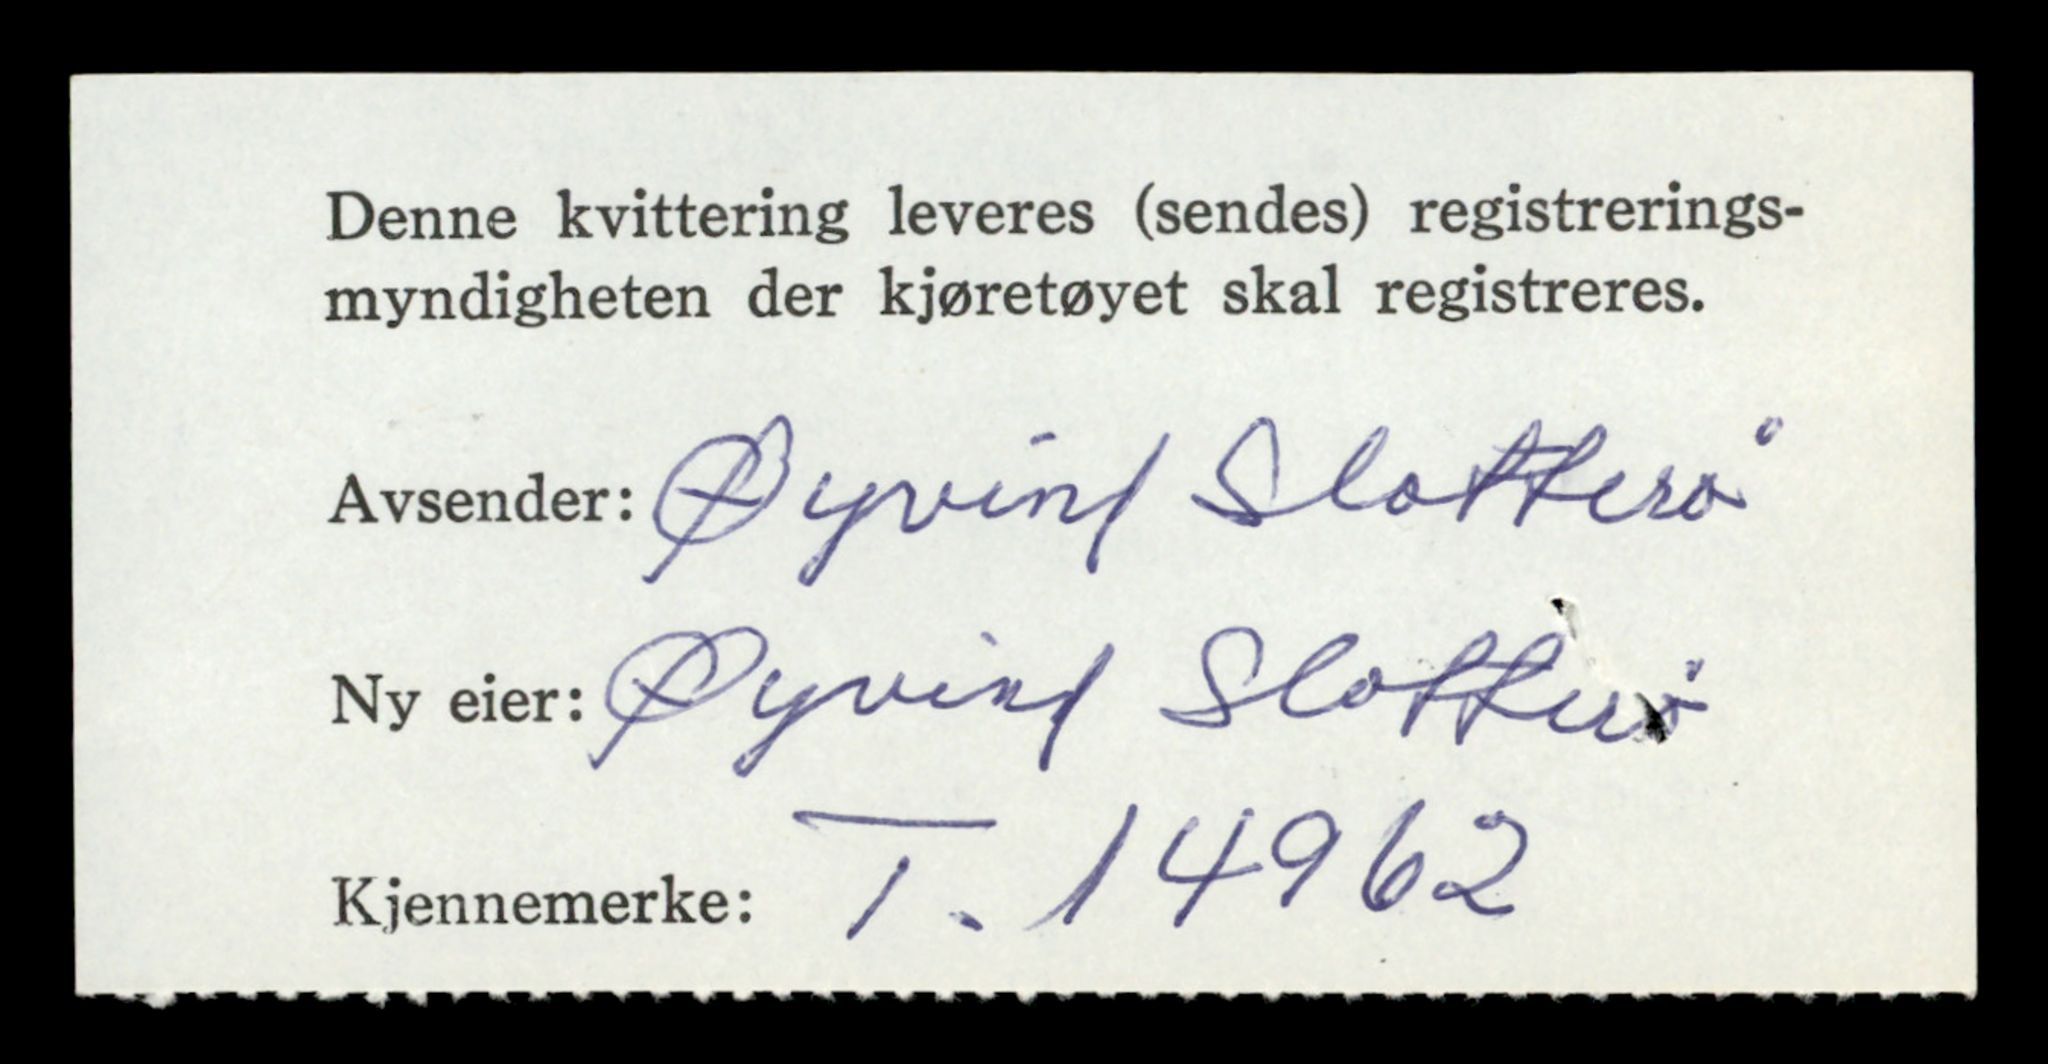 Denne kvittering leveres (sendes) registrerings-
myndigheten der kjøretøyet skal registreres.
Avsender: Øyvind Slotterø
Ny eier: Øyvind Slotterø
Kjennemerke: T. 14962